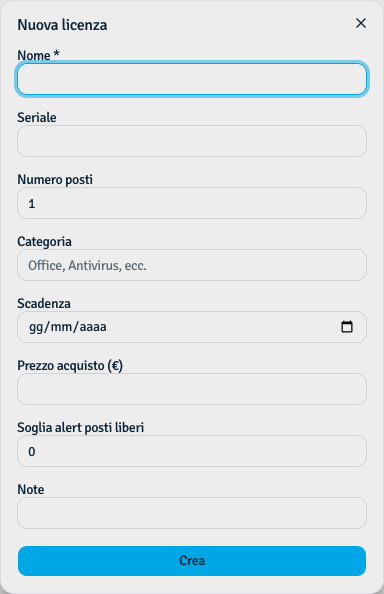 Nuova licenza
Nome *
Seriale
Numero posti
1
Categoria
Office, Antivirus, ecc.
Scadenza
gg/mm/aaaa
Prezzo acquisto (€)
Soglia alert posti liberi
0
Note
Crea